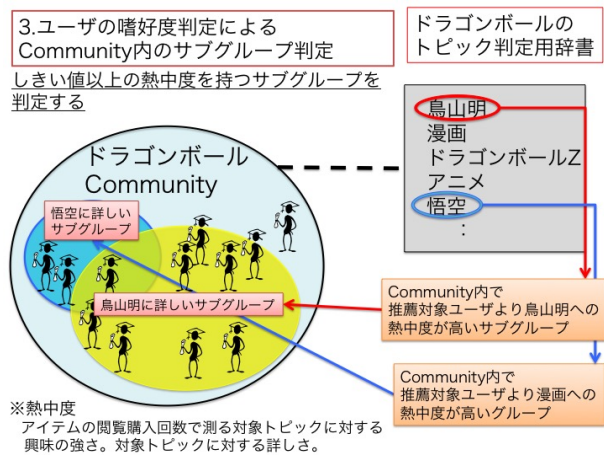 3.ユーザの嗜好度判定による
Community内のサブグループ判定
しきい値以上の熱中度を持つサブグループを
判定する
ドラゴンボールの
トピック判定用辞書
鳥山明
漫画
ドラゴンボールZ
アニメ
悟空
:
ドラゴンボール
Community
悟空に詳しい
サブグループ
鳥山明に詳しいサブグループ
Community内で
推薦対象ユーザより鳥山明への
熱中度が高いサブグループ
Community内で
推薦対象ユーザより漫画への
熱中度が高いグループ
※熱中度
アイテムの閲覧購入回数で測る対象トピックに対する
興味の強さ。対象トピックに対する詳しさ。